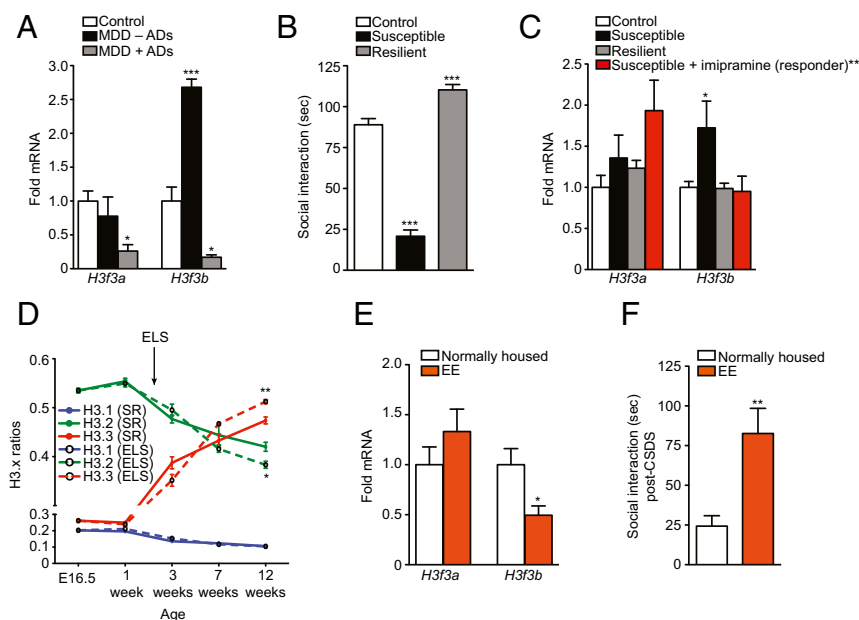 A
Control
MDD – ADs
MDD + ADs
Fold mRNA
3.0
2.5
2.0
1.5
1.0
0.5
0
***
*
*
H3f3a
H3f3b
B
Control
Susceptible
Resilient
Social interaction (sec)
125
100
75
50
25
0
***
***
C
Control
Susceptible
Resilient
Susceptible + imipramine (responder)**
Fold mRNA
2.5
2.0
1.5
1.0
0.5
0
*
H3f3a
H3f3b
D
ELS
H3.x ratios
0.6
0.5
0.4
0.3
0.2
0.1
H3.1 (SR)
H3.2 (SR)
H3.3 (SR)
H3.1 (ELS)
H3.2 (ELS)
H3.3 (ELS)
**
*
E16.5
1 week
3 weeks
7 weeks
12 weeks
Age
E
Normally housed
EE
Fold mRNA
2.0
1.5
1.0
0.5
0
*
H3f3a
H3f3b
F
Normally housed
EE
Social interaction (sec)
post-CSDS
125
100
75
50
25
0
**